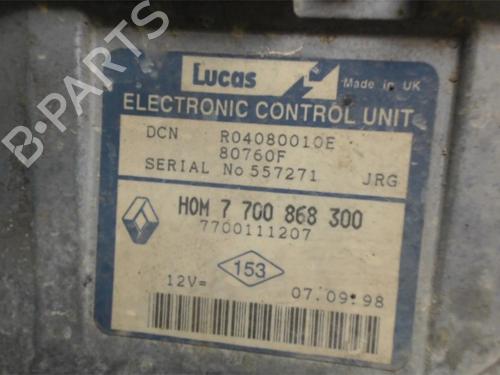 B-PARTS
Lucas
Made in UK
ELECTRONIC CONTROL UNIT
DCN R04080010E
80760F
SERIAL No 557271 JRG
HOM 7 700 868 300
7700111207
153
12V=
07.09.98